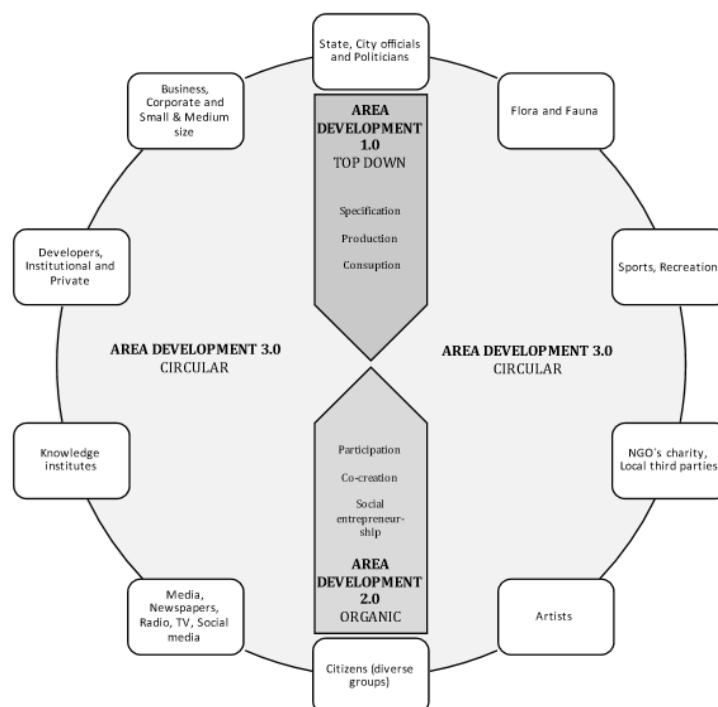 State, City officials
and Politicians
Business,
Corporate and
Small & Medium
size
Flora and Fauna
AREA
DEVELOPMENT
1.0
TOP DOWN
Specification
Production
Consuption
Developers,
Institutional and
Private
Sports, Recreation
AREA DEVELOPMENT 3.0
CIRCULAR
AREA DEVELOPMENT 3.0
CIRCULAR
Knowledge
institutes
NGO´s charity,
Local third parties
Participation
Co-creation
Social
entrepreneur-
ship
AREA
DEVELOPMENT
2.0
ORGANIC
Media,
Newspapers,
Radio, TV, Social
media
Artists
Citizens (diverse
groups)